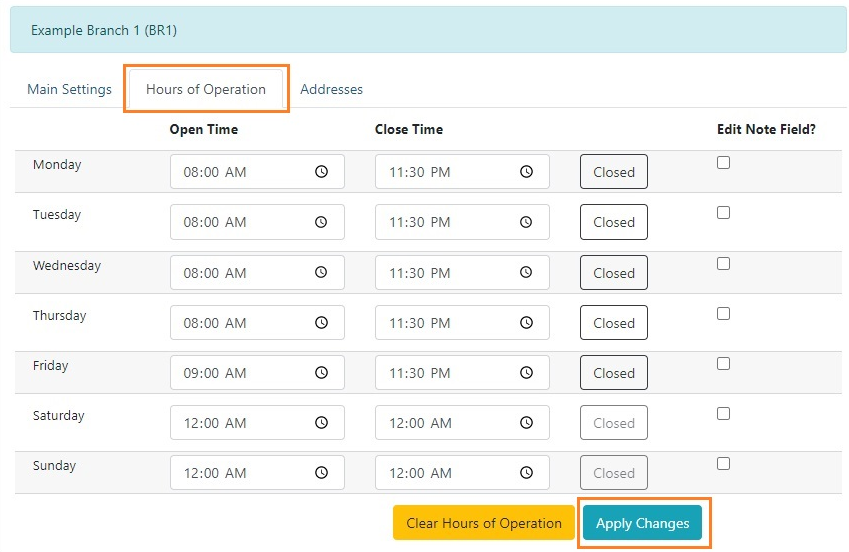 Example Branch 1 (BR1)
Main Settings Hours of Operation Addresses
Open Time Close Time Edit Note Field?
Monday 08:00 AM 11:30 PM Closed
Tuesday 08:00 AM 11:30 PM Closed
Wednesday 08:00 AM 11:30 PM Closed
Thursday 08:00 AM 11:30 PM Closed
Friday 09:00 AM 11:30 PM Closed
Saturday 12:00 AM 12:00 AM Closed
Sunday 12:00 AM 12:00 AM Closed
Clear Hours of Operation Apply Changes